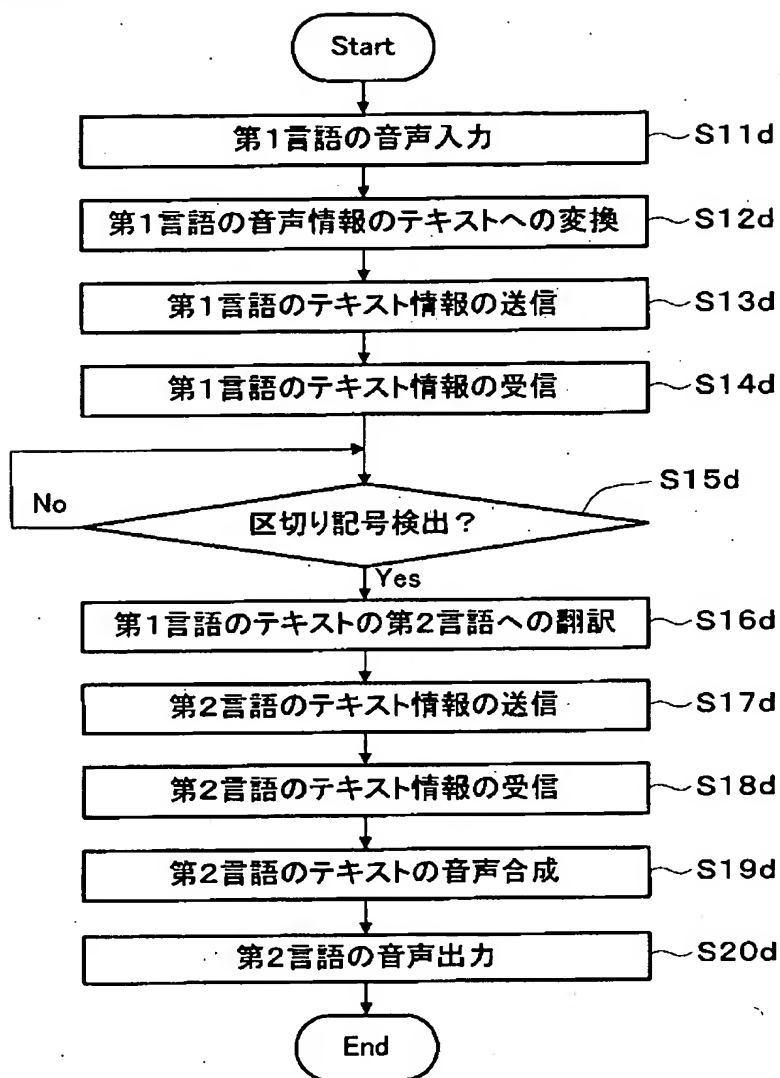 Start
第1言語の音声入力 S11d
第1言語の音声情報のテキストへの変換 S12d
第1言語のテキスト情報の送信 S13d
第1言語のテキスト情報の受信 S14d
S15d
No
区切り記号検出?
Yes
第1言語のテキストの第2言語への翻訳 S16d
第2言語のテキスト情報の送信 S17d
第2言語のテキスト情報の受信 S18d
第2言語のテキストの音声合成 S19d
第2言語の音声出力 S20d
End